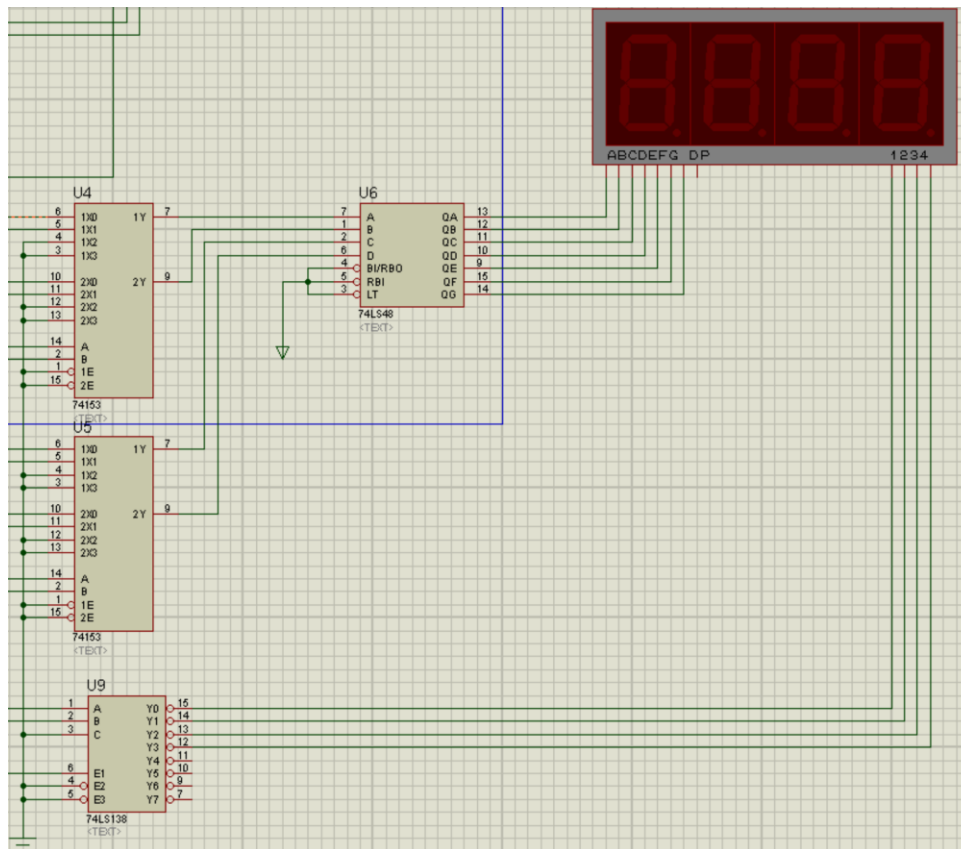 ABCDEFG DP
1234
U4
6 1X0 1Y 7
5 1X1
4 1X2
3 1X3
10 2X0 2Y 9
11 2X1
12 2X2
13 2X3
14 A
2 B
1 1E
15 2E
74153
<TEXT>
U6
7 A QA 13
1 B QB 12
2 C QC 11
6 D QD 10
4 BI/RBO QE 9
5 RBI QF 15
3 LT QG 14
74LS48
<TEXT>
U5
6 1X0 1Y 7
5 1X1
4 1X2
3 1X3
10 2X0 2Y 9
11 2X1
12 2X2
13 2X3
14 A
2 B
1 1E
15 2E
74153
<TEXT>
U9
1 A Y0 15
2 B Y1 14
3 C Y2 13
Y3 12
Y4 11
6 E1 Y5 10
4 E2 Y6 9
5 E3 Y7 7
74LS138
<TEXT>